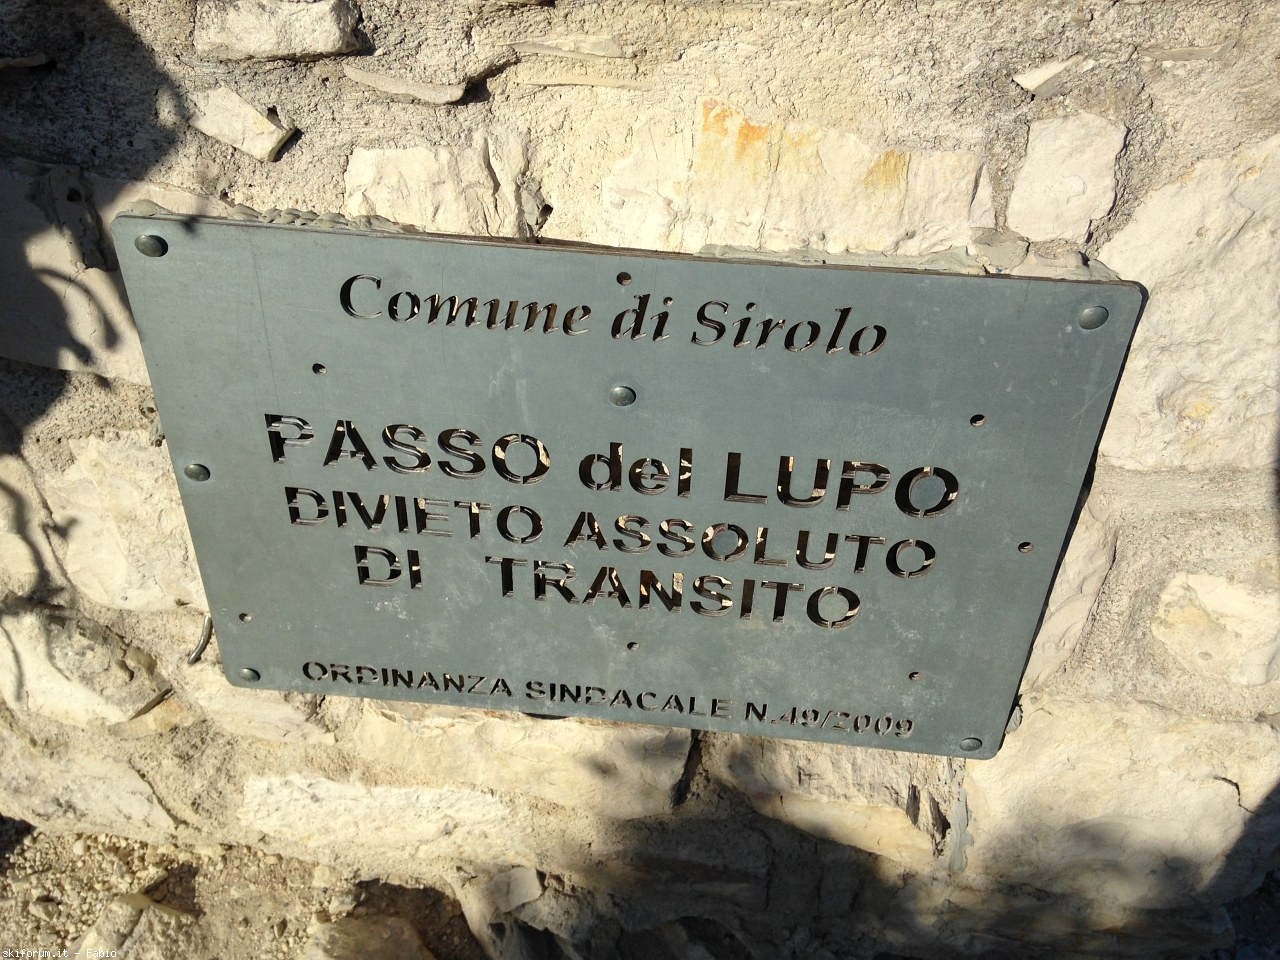 Comune di Sirolo
PASSO del LUPO
DIVIETO ASSOLUTO
DI TRANSITO
ORDINANZA SINDACALE N.49/2009
skiforum.it - Fabio